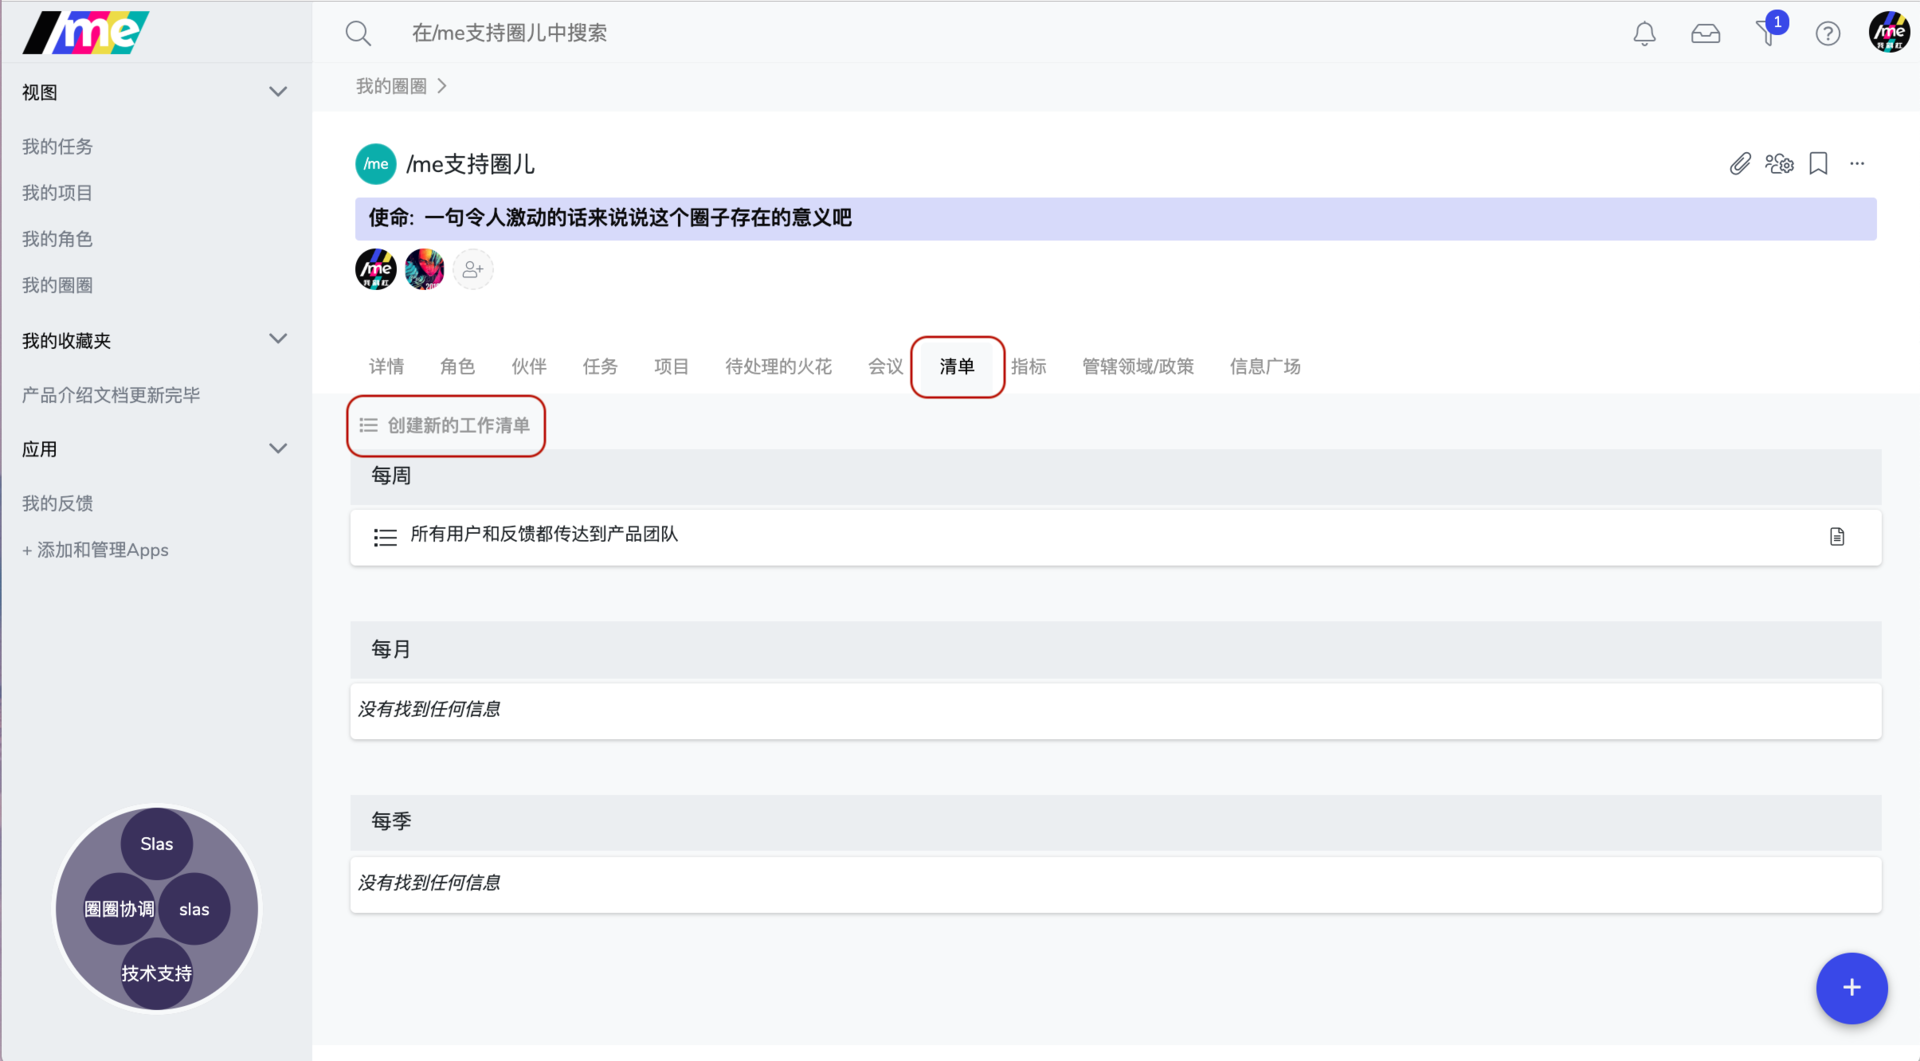 /me
在/me支持圈儿中搜索
1
?
/me
我斜杠
视图
我的任务
我的项目
我的角色
我的圈圈
我的收藏夹
产品介绍文档更新完毕
应用
我的反馈
+ 添加和管理Apps
Slas
圈圈协调
slas
技术支持
我的圈圈 >
/me
/me支持圈儿
使命: 一句令人激动的话来说说这个圈子存在的意义吧
/me
我斜杠
详情
角色
伙伴
任务
项目
待处理的火花
会议
清单
指标
管辖领域/政策
信息广场
创建新的工作清单
每周
所有用户和反馈都传达到产品团队
每月
没有找到任何信息
每季
没有找到任何信息
+